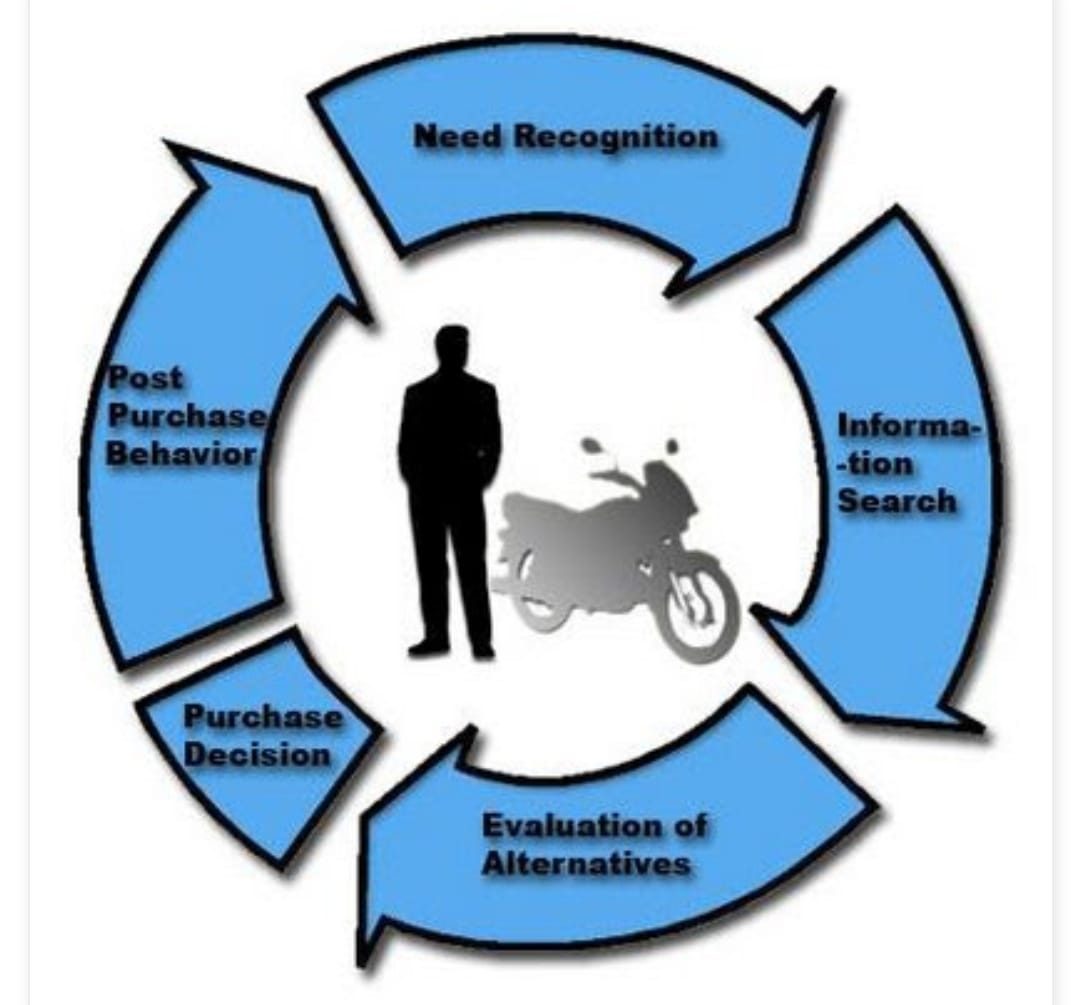 Need Recognition
Informa-
-tion
Search
Evaluation of
Alternatives
Purchase
Decision
Post
Purchase
Behavior